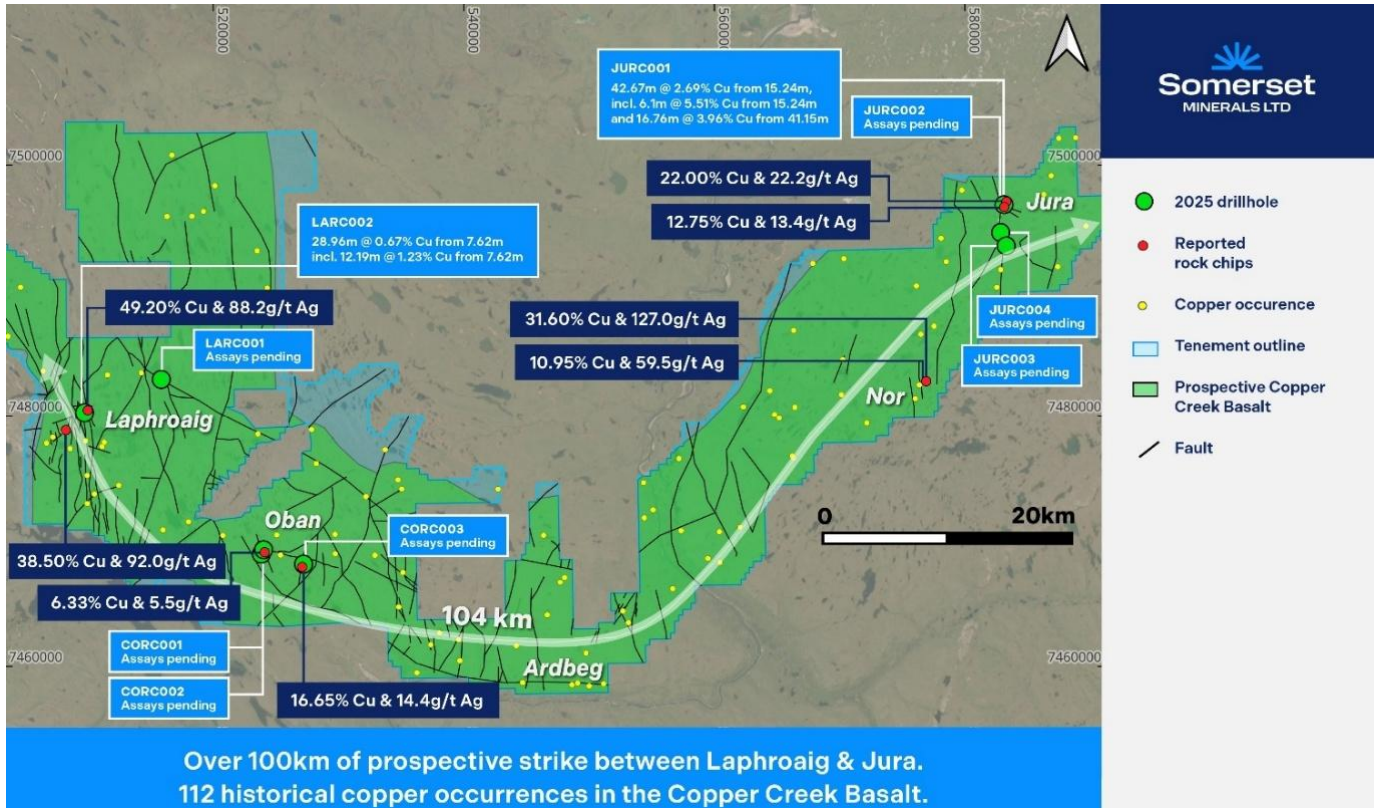 520000
540000
560000
580000
7500000
7500000
7480000
7480000
7460000
7460000
JURC001
42.67m @ 2.69% Cu from 15.24m,
incl. 6.1m @ 5.51% Cu from 15.24m
and 16.76m @ 3.96% Cu from 41.15m
JURC002
Assays pending
22.00% Cu & 22.2g/t Ag
12.75% Cu & 13.4g/t Ag
Jura
LARC002
28.96m @ 0.67% Cu from 7.62m
incl. 12.19m @ 1.23% Cu from 7.62m
49.20% Cu & 88.2g/t Ag
LARC001
Assays pending
31.60% Cu & 127.0g/t Ag
10.95% Cu & 59.5g/t Ag
JURC004
Assays pending
JURC003
Assays pending
Nor
Laphroaig
Oban
CORC003
Assays pending
0 20km
38.50% Cu & 92.0g/t Ag
6.33% Cu & 5.5g/t Ag
104 km
CORC001
Assays pending
CORC002
Assays pending
16.65% Cu & 14.4g/t Ag
Ardbeg
Over 100km of prospective strike between Laphroaig & Jura.
112 historical copper occurrences in the Copper Creek Basalt.
Somerset
MINERALS LTD
2025 drillhole
Reported
rock chips
Copper occurence
Tenement outline
Prospective Copper
Creek Basalt
Fault